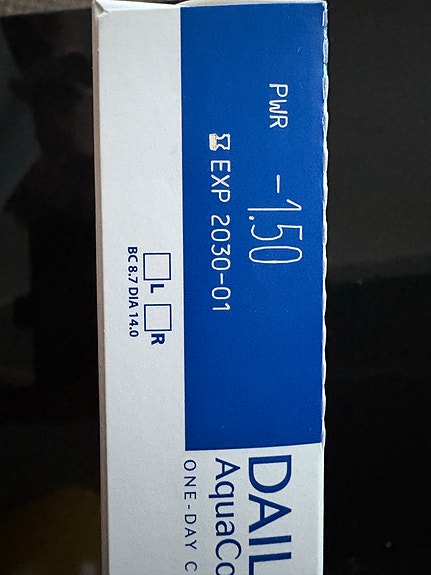 PWR -1.50
EXP 2030-01
L R
BC 8.7 DIA 14.0
DAIL
AquaCo
ONE-DAY C